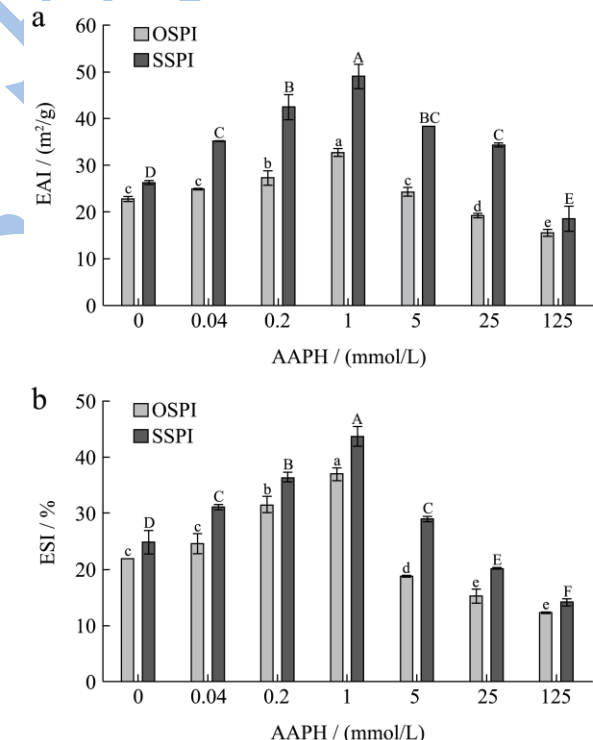 a
60
OSPI
SSPI
50
40
30
20
10
0
EAI / (m²/g)
c D c C b B a A c BC d C e E
0 0.04 0.2 1 5 25 125
AAPH / (mmol/L)
b
50
OSPI
SSPI
40
30
20
10
0
ESI / %
c D c C b B a A d C e E e F
0 0.04 0.2 1 5 25 125
AAPH / (mmol/L)